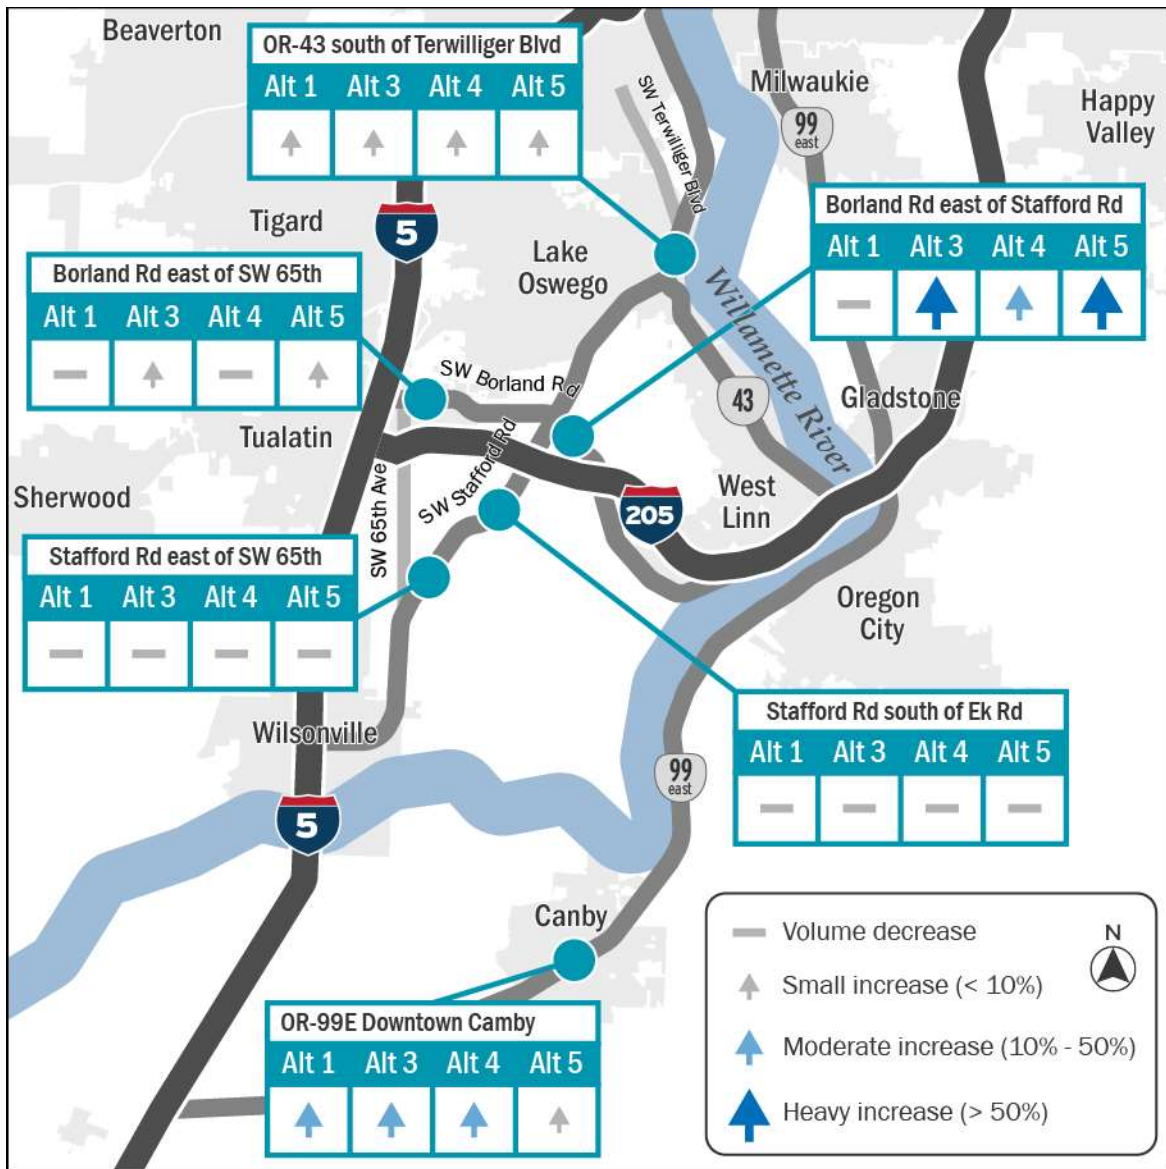 Beaverton
OR-43 south of Terwilliger Blvd
Alt 1 Alt 3 Alt 4 Alt 5
SW Terwilliger Blvd
Milwaukie
99
east
Happy
Valley
Tigard
5
Lake
Oswego
Borland Rd east of Stafford Rd
Alt 1 Alt 3 Alt 4 Alt 5
Borland Rd east of SW 65th
Alt 1 Alt 3 Alt 4 Alt 5
Willamette River
SW Borland Rd
43
Gladstone
Tualatin
SW Stafford Rd
SW 65th Ave
Sherwood
205
West
Linn
Stafford Rd east of SW 65th
Alt 1 Alt 3 Alt 4 Alt 5
Oregon
City
Wilsonville
Stafford Rd south of Ek Rd
Alt 1 Alt 3 Alt 4 Alt 5
99
east
5
Canby
OR-99E Downtown Camby
Alt 1 Alt 3 Alt 4 Alt 5
Volume decrease
N
Small increase (< 10%)
Moderate increase (10% - 50%)
Heavy increase (> 50%)